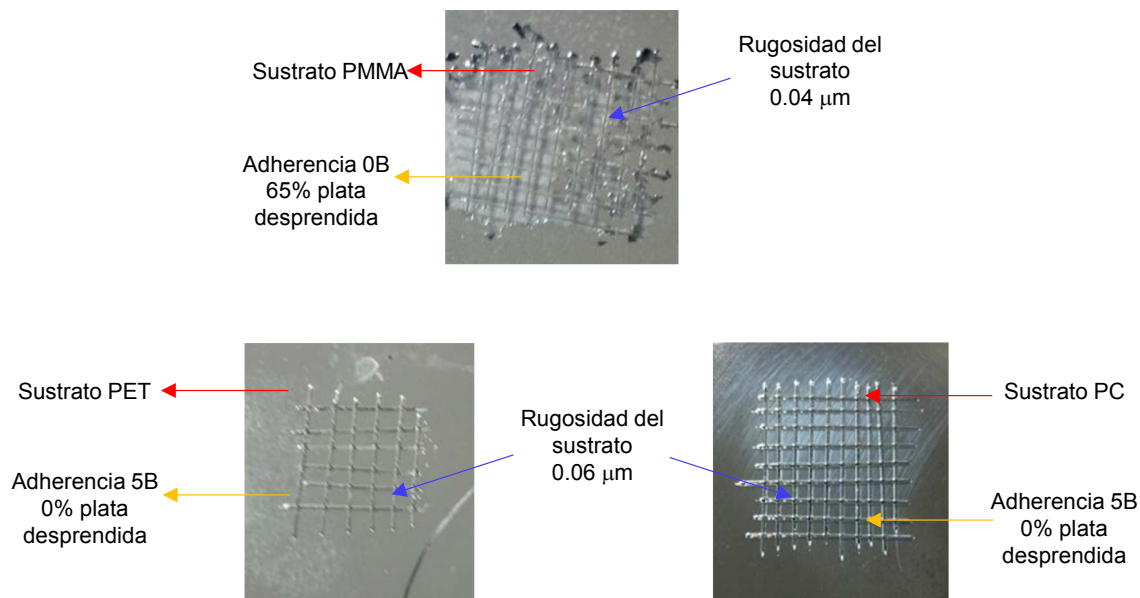 Sustrato PMMA
Rugosidad del
sustrato
0.04 μm
Adherencia 0B
65% plata
desprendida
Sustrato PET
Rugosidad del
sustrato
0.06 μm
Sustrato PC
Adherencia 5B
0% plata
desprendida
Adherencia 5B
0% plata
desprendida